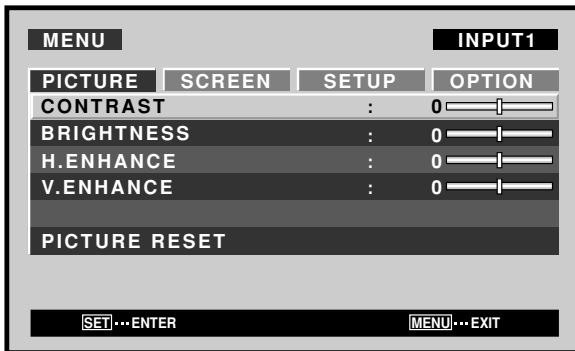 MENU INPUT1
PICTURE SCREEN SETUP OPTION
CONTRAST : 0
BRIGHTNESS : 0
H.ENHANCE : 0
V.ENHANCE : 0
PICTURE RESET
SET···ENTER MENU···EXIT